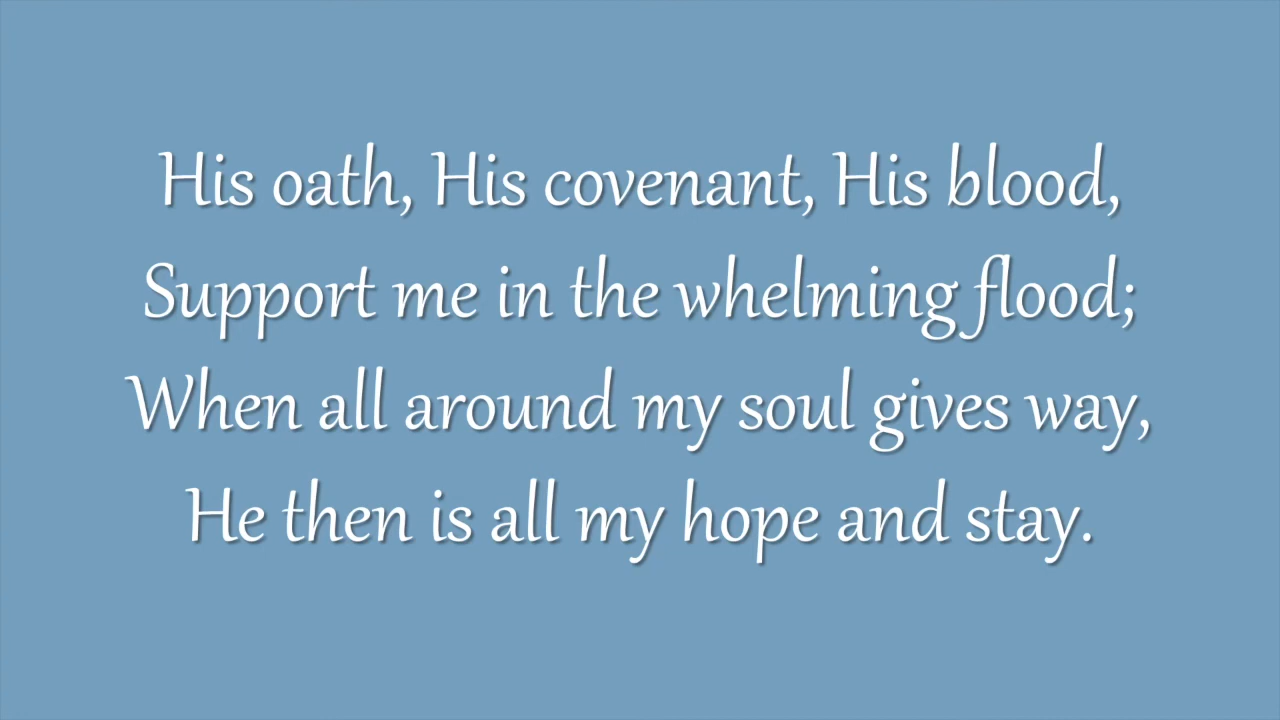 His oath, His covenant, His blood,
Support me in the whelming flood;
When all around my soul gives way,
He then is all my hope and stay.